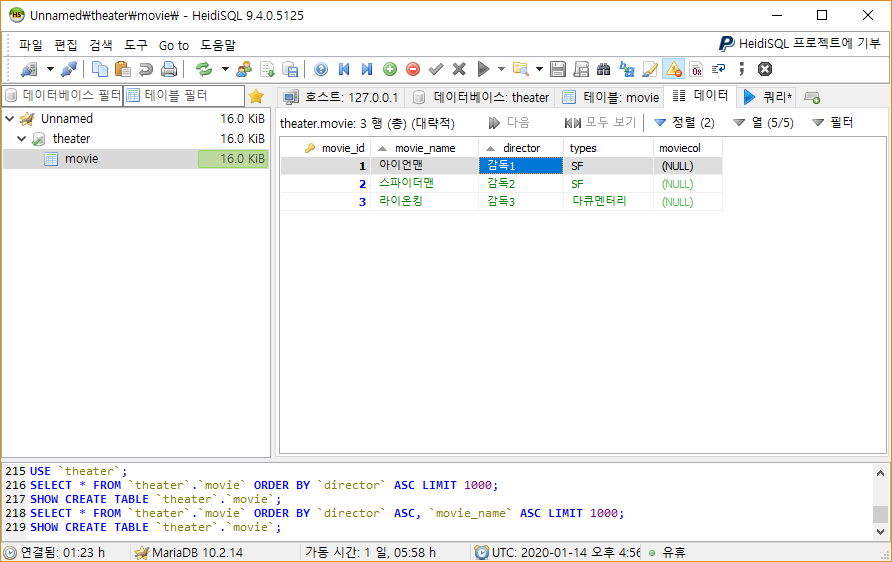 Unnamed₩theater₩movie₩ - HeidiSQL 9.4.0.5125
파일 편집 검색 도구 Go to 도움말 HeidiSQL 프로젝트에 기부
데이터베이스 필터 테이블 필터 호스트: 127.0.0.1 데이터베이스: theater 테이블: movie 데이터 쿼리*
Unnamed 16.0 KiB
theater 16.0 KiB
movie 16.0 KiB
theater.movie: 3 행 (총) (대략적) 다음 모두 보기 정렬 (2) 열 (5/5) 필터
movie_id movie_name director types moviecol
1 아이언맨 감독1 SF (NULL)
2 스파이더맨 감독2 SF (NULL)
3 라이온킹 감독3 다큐멘터리 (NULL)
215 USE `theater`;
216 SELECT * FROM `theater`.`movie` ORDER BY `director` ASC LIMIT 1000;
217 SHOW CREATE TABLE `theater`.`movie`;
218 SELECT * FROM `theater`.`movie` ORDER BY `director` ASC, `movie_name` ASC LIMIT 1000;
219 SHOW CREATE TABLE `theater`.`movie`;
연결됨: 01:23 h MariaDB 10.2.14 가동 시간: 1 일, 05:58 h UTC: 2020-01-14 오후 4:56 유휴